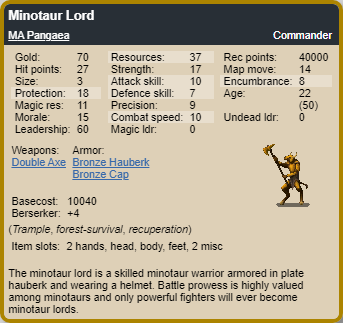 Minotaur Lord
MA Pangaea Commander
Gold: 70 Resources: 37 Rec points: 40000
Hit points: 27 Strength: 17 Map move: 14
Size: 3 Attack skill: 10 Encumbrance: 8
Protection: 18 Defence skill: 7 Age: 22
Magic res: 11 Precision: 9 (50)
Morale: 15 Combat speed: 10 Undead ldr: 0
Leadership: 60 Magic ldr: 0
Weapons: Armor:
Double Axe Bronze Hauberk
Bronze Cap
Basecost: 10040
Berserker: +4
(Trample, forest-survival, recuperation)
Item slots: 2 hands, head, body, feet, 2 misc
The minotaur lord is a skilled minotaur warrior armored in plate
hauberk and wearing a helmet. Battle prowess is highly valued
among minotaurs and only powerful fighters will ever become
minotaur lords.